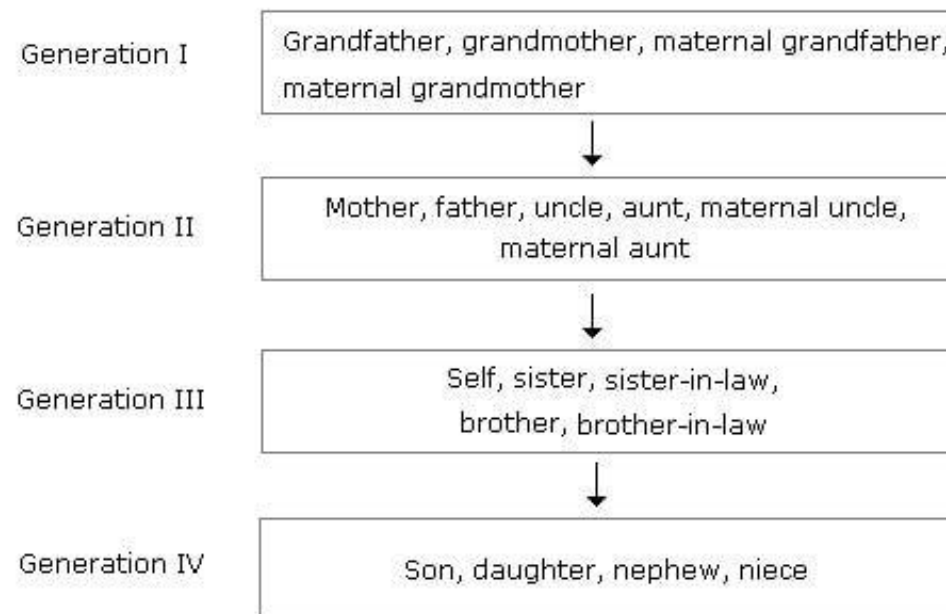 Generation I
Grandfather, grandmother, maternal grandfather,
maternal grandmother
Generation II
Mother, father, uncle, aunt, maternal uncle,
maternal aunt
Generation III
Self, sister, sister-in-law,
brother, brother-in-law
Generation IV
Son, daughter, nephew, niece